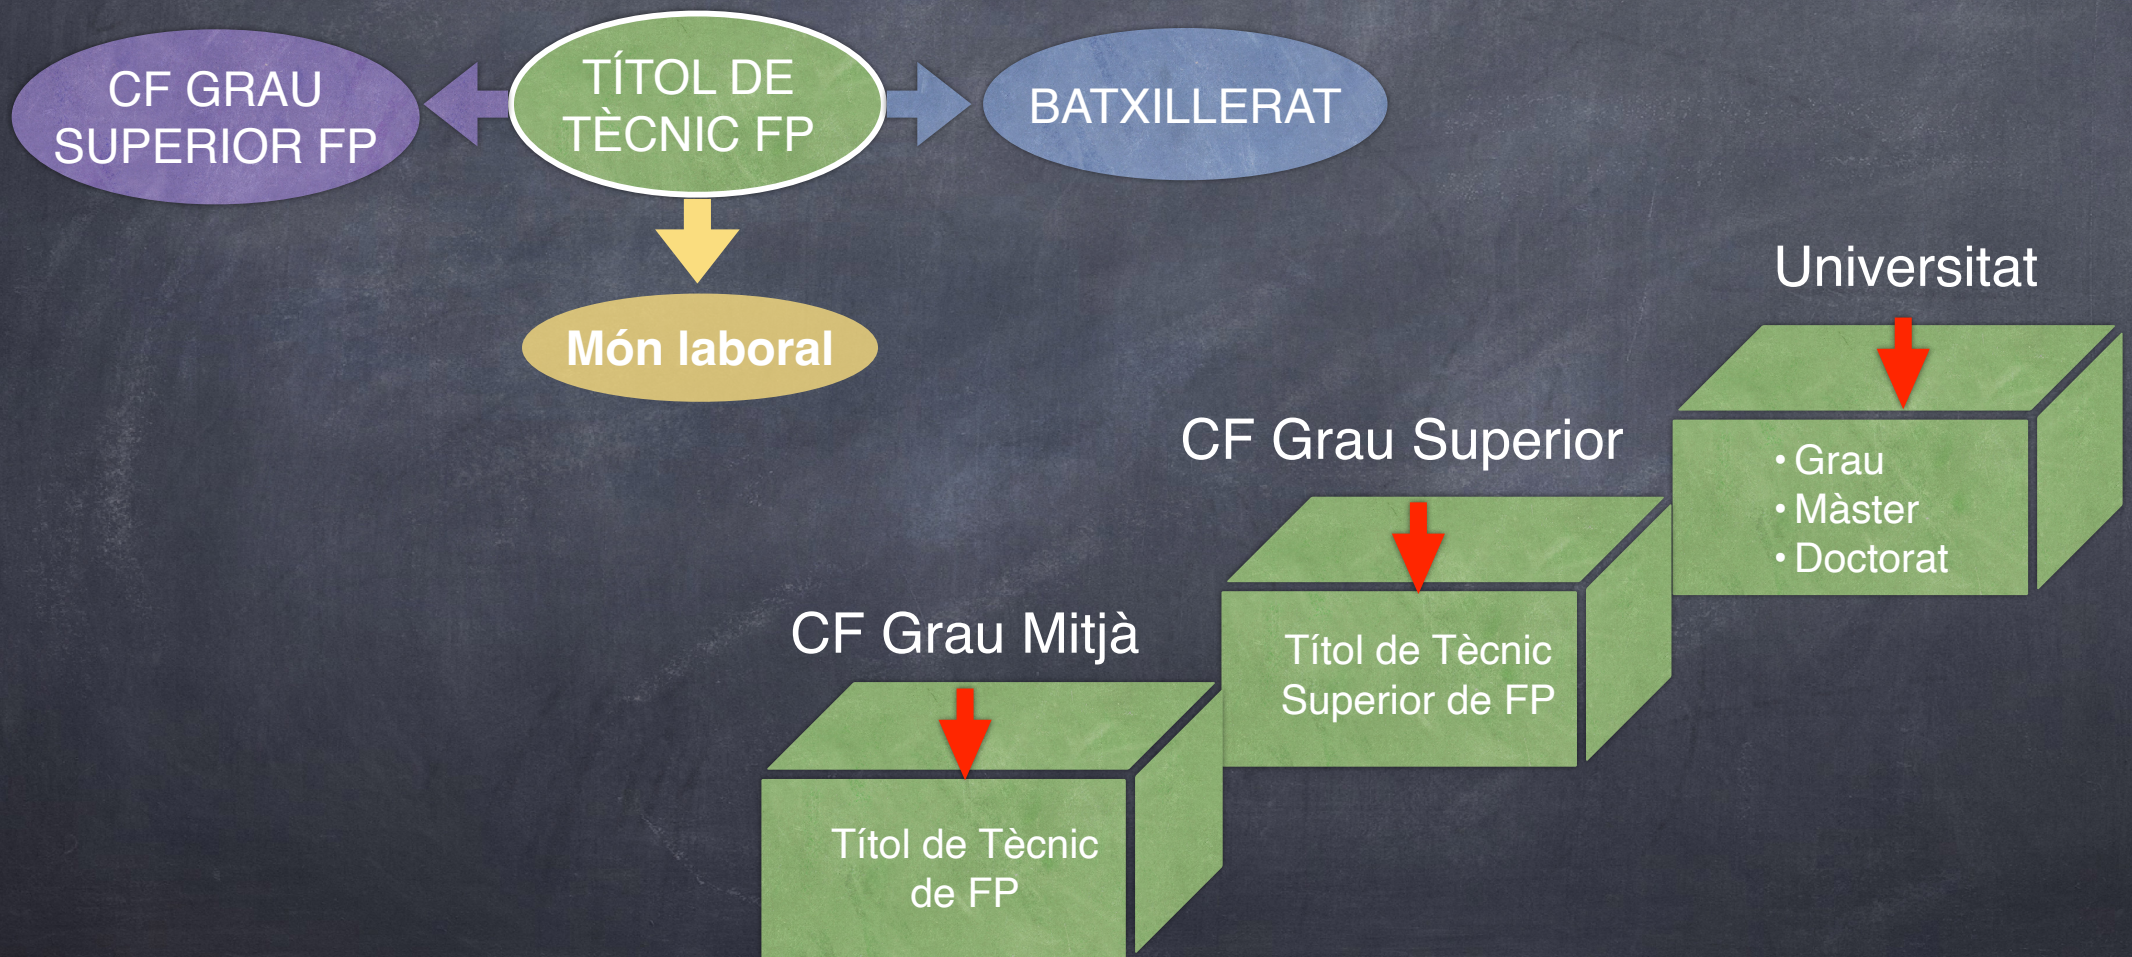 CF GRAU
SUPERIOR FP
TÍTOL DE
TÈCNIC FP
BATXILLERAT
Món laboral
Universitat
• Grau
• Màster
• Doctorat
CF Grau Superior
Títol de Tècnic
Superior de FP
CF Grau Mitjà
Títol de Tècnic
de FP